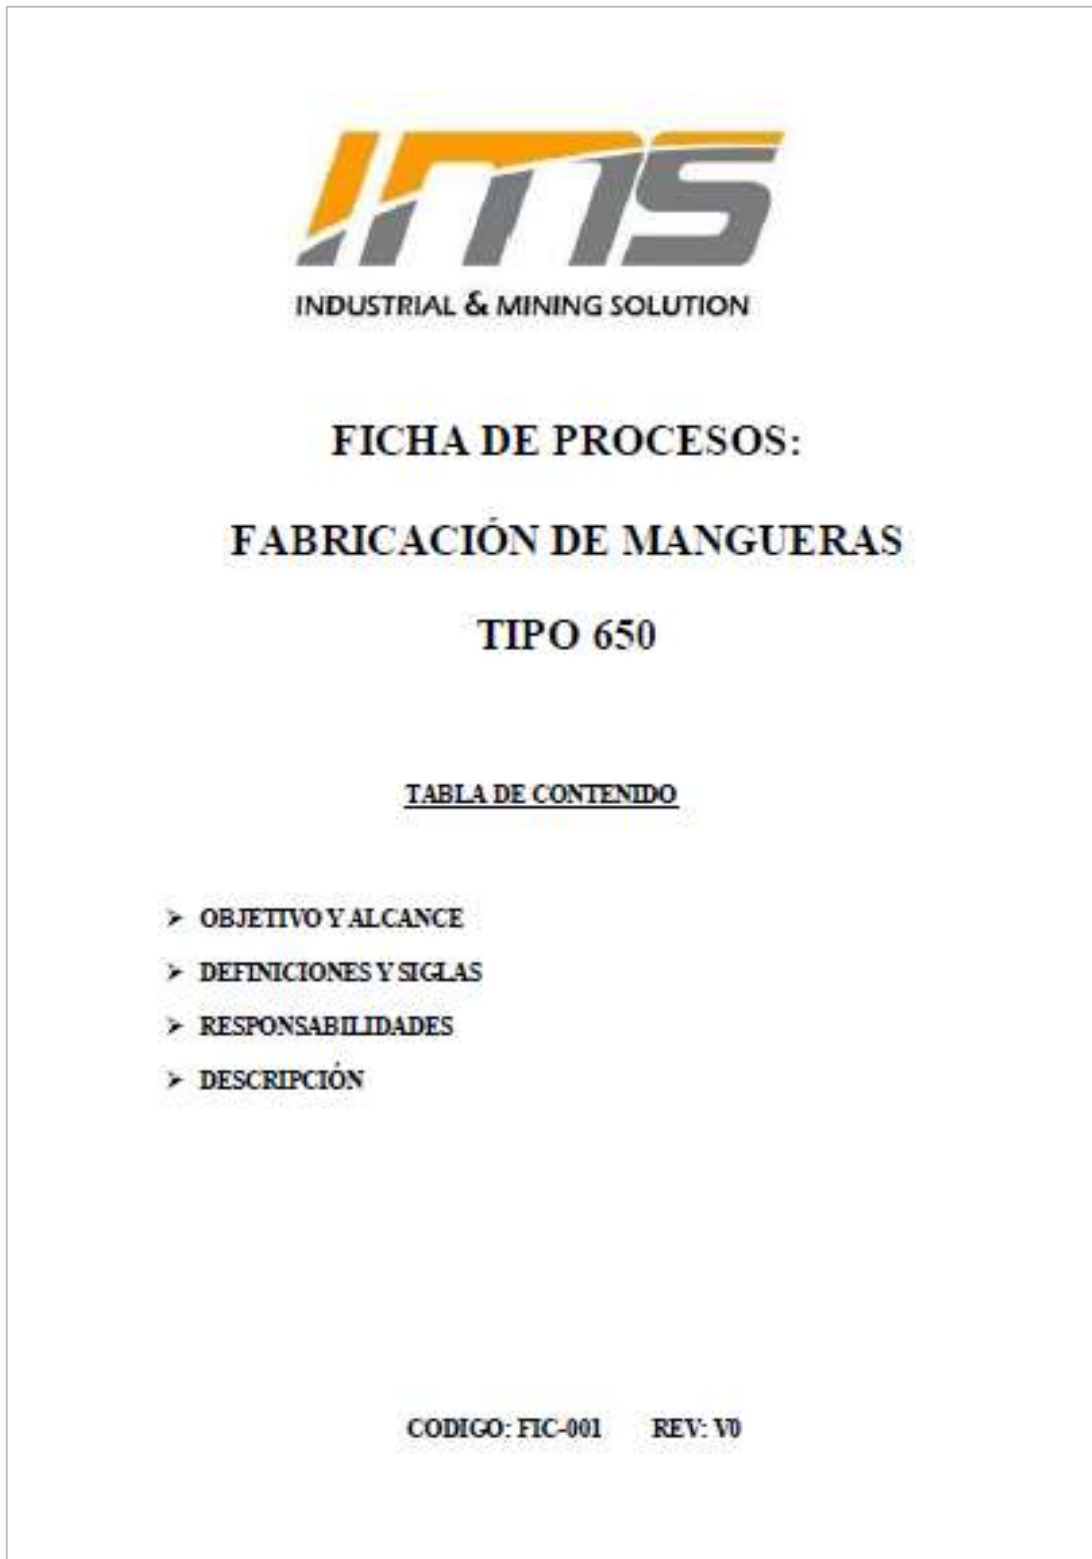 ims
INDUSTRIAL & MINING SOLUTION
FICHA DE PROCESOS:
FABRICACIÓN DE MANGUERAS
TIPO 650
TABLA DE CONTENIDO
➢ OBJETIVO Y ALCANCE
➢ DEFINICIONES Y SIGLAS
➢ RESPONSABILIDADES
➢ DESCRIPCIÓN
CODIGO: FIC-001 REV: V0